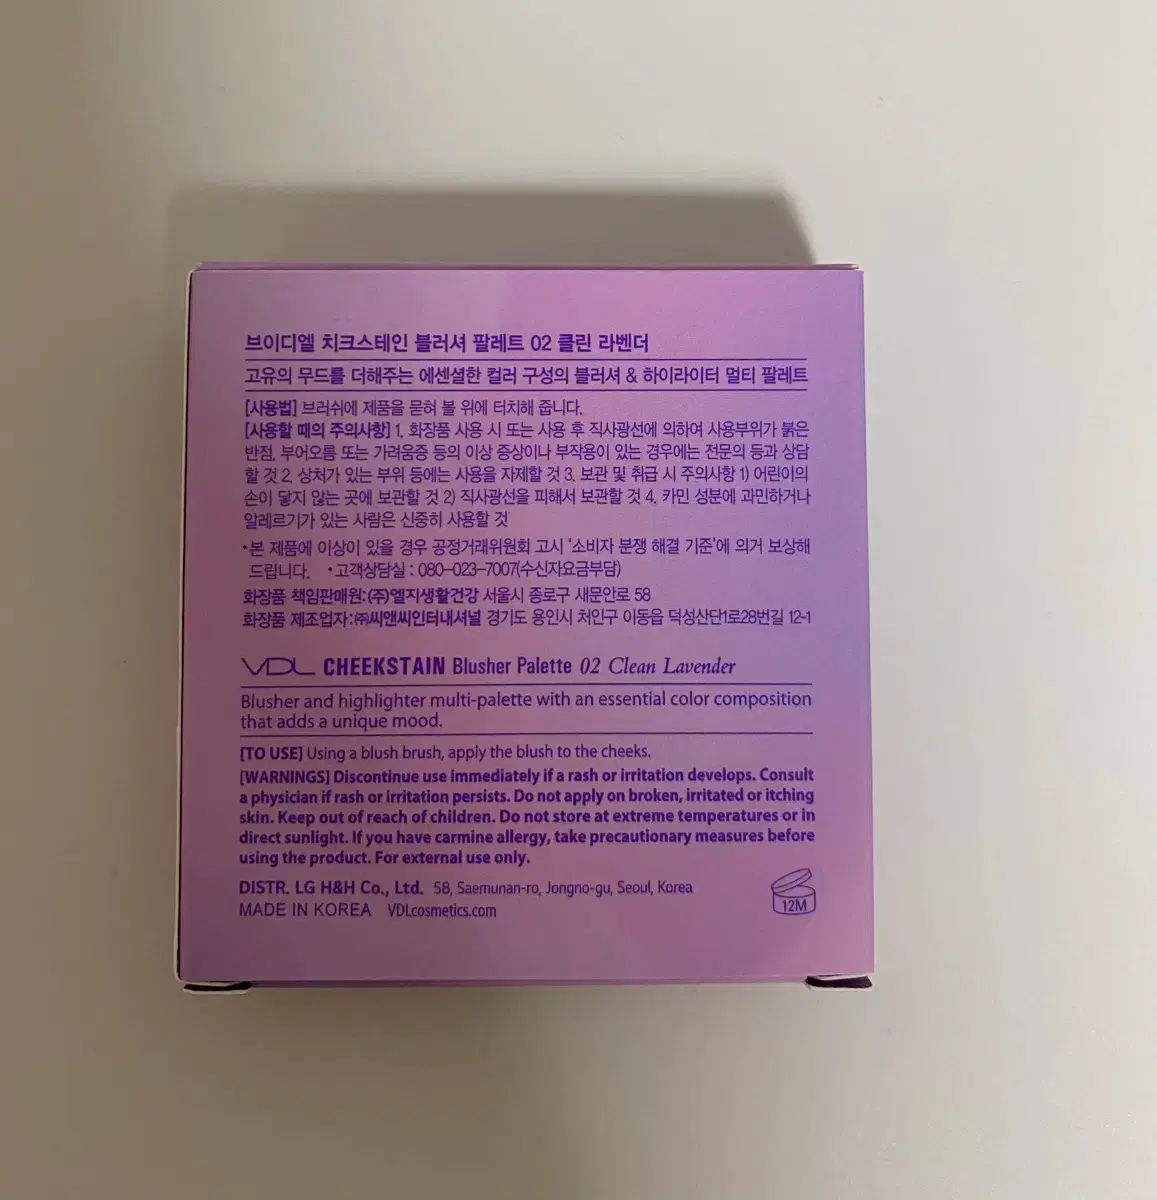 브이디엘 치크스테인 블러셔 팔레트 02 클린 라벤더
고유의 무드를 더해주는 에센셜한 컬러 구성의 블러셔 & 하이라이터 멀티 팔레트
[사용법] 브러쉬에 제품을 묻혀 볼 위에 터치해 줍니다.
[사용할 때의 주의사항] 1. 화장품 사용 시 또는 사용 후 직사광선에 의하여 사용부위가 붉은
반점, 부어오름 또는 가려움증 등의 이상 증상이나 부작용이 있는 경우에는 전문의 등과 상담
할 것 2. 상처가 있는 부위 등에는 사용을 자제할 것 3. 보관 및 취급 시 주의사항 1) 어린이의
손이 닿지 않는 곳에 보관할 것 2) 직사광선을 피해서 보관할 것 4. 카민 성분에 과민하거나
알레르기가 있는 사람은 신중히 사용할 것
•본 제품에 이상이 있을 경우 공정거래위원회 고시 '소비자 분쟁 해결 기준'에 의거 보상해
드립니다. •고객상담실 : 080-023-7007(수신자요금부담)
화장품 책임판매원:(주)엘지생활건강 서울시 종로구 새문안로 58
화장품 제조업자:㈜씨앤씨인터내셔널 경기도 용인시 처인구 이동읍 덕성산단1로28번길 12-1
VDL CHEEKSTAIN Blusher Palette 02 Clean Lavender
Blusher and highlighter multi-palette with an essential color composition
that adds a unique mood.
[TO USE] Using a blush brush, apply the blush to the cheeks.
[WARNINGS] Discontinue use immediately if a rash or irritation develops. Consult
a physician if rash or irritation persists. Do not apply on broken, irritated or itching
skin. Keep out of reach of children. Do not store at extreme temperatures or in
direct sunlight. If you have carmine allergy, take precautionary measures before
using the product. For external use only.
DISTR. LG H&H Co., Ltd. 58, Saemunan-ro, Jongno-gu, Seoul, Korea
MADE IN KOREA VDLcosmetics.com
12M